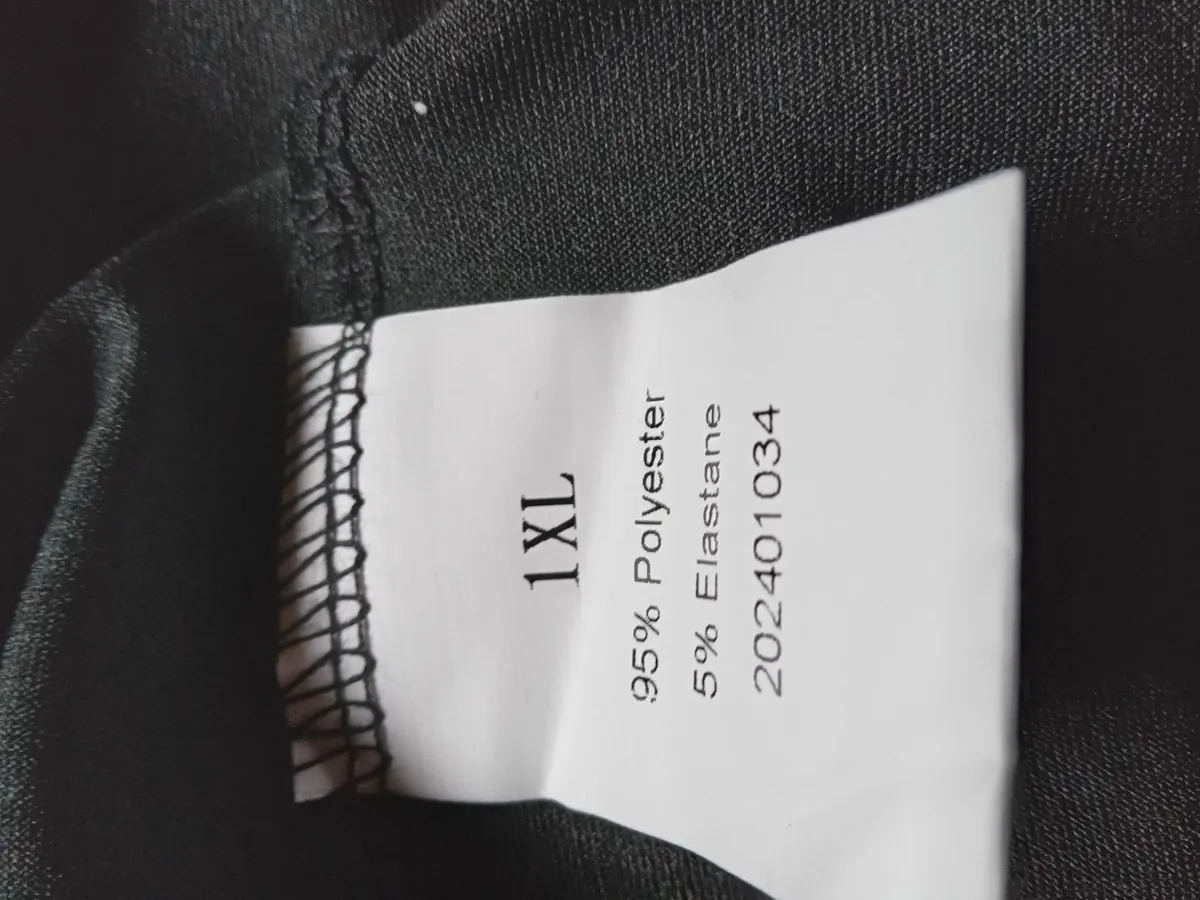 1XL
95% Polyester
5% Elastane
202401034